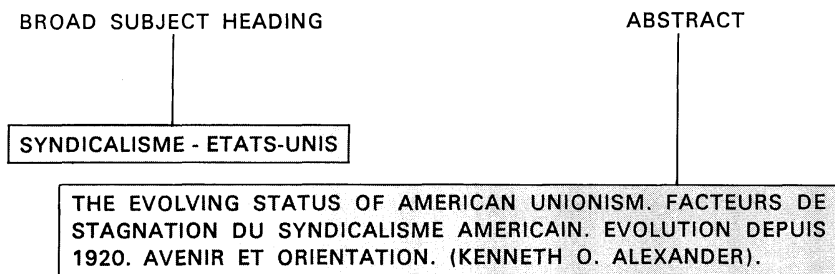 BROAD SUBJECT HEADING
ABSTRACT
SYNDICALISME - ETATS-UNIS
THE EVOLVING STATUS OF AMERICAN UNIONISM. FACTEURS DE
STAGNATION DU SYNDICALISME AMERICAIN. EVOLUTION DEPUIS
1920. AVENIR ET ORIENTATION. (KENNETH O. ALEXANDER).